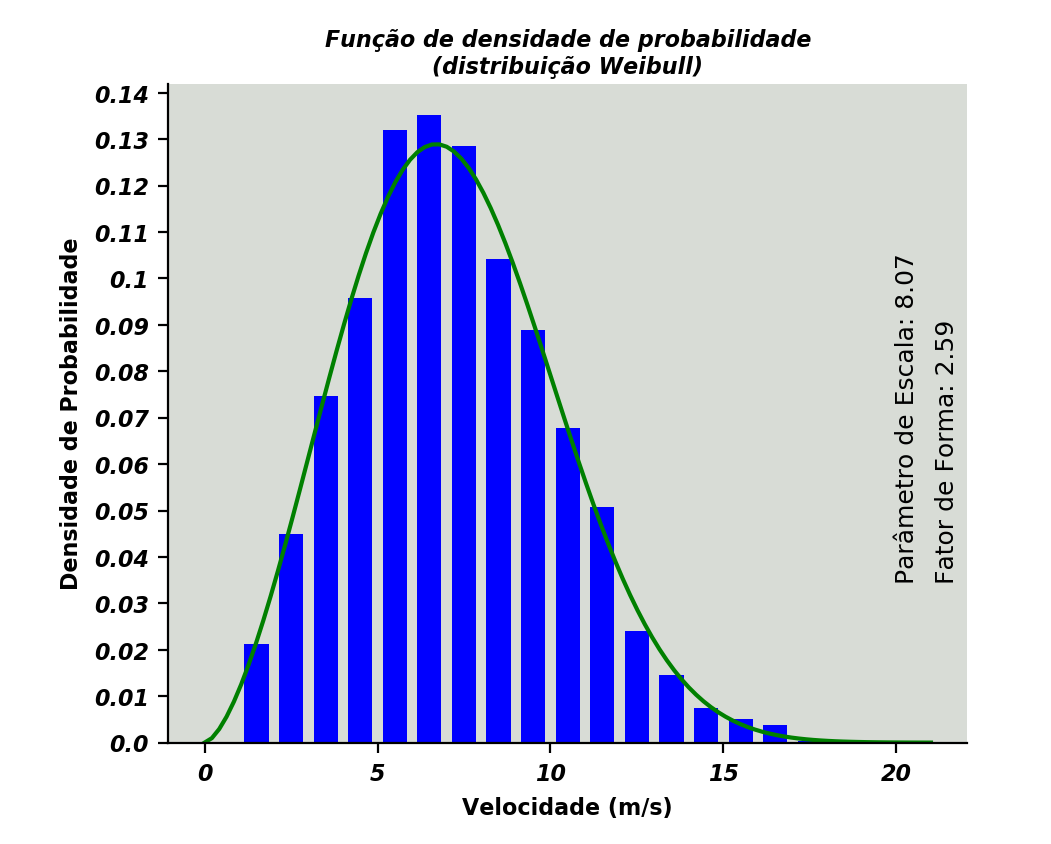 Função de densidade de probabilidade
(distribuição Weibull)
0.14
0.13
0.12
0.11
0.1
0.09
0.08
0.07
0.06
0.05
0.04
0.03
0.02
0.01
0.0
Densidade de Probabilidade
Parâmetro de Escala: 8.07
Fator de Forma: 2.59
0 5 10 15 20
Velocidade (m/s)